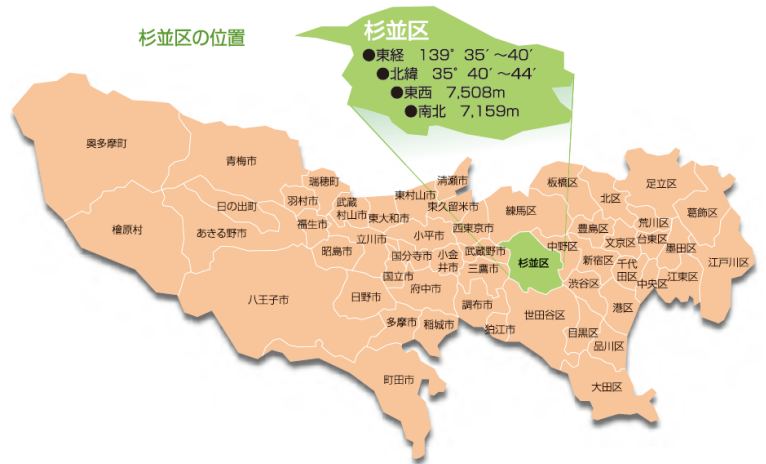 杉並区の位置
杉並区
●東経 139°35′～40′
●北緯 35°40′～44′
●東西 7,508m
●南北 7,159m
奥多摩町
青梅市
瑞穂町
清瀬市
板橋区
足立区
羽村市
武蔵
村山市
東村山市
東久留米市
練馬区
北区
葛飾区
日の出町
檜原村
あきる野市
福生市
東大和市
小平市
西東京市
豊島区
荒川区
昭島市
立川市
国分寺市
小金
井市
武蔵野市
中野区
文京区
台東区
墨田区
江戸川区
杉並区
新宿区
千代
田区
国立市
三鷹市
八王子市
日野市
府中市
調布市
渋谷区
中央区
江東区
多摩市
稲城市
狛江市
世田谷区
港区
目黒区
品川区
町田市
大田区